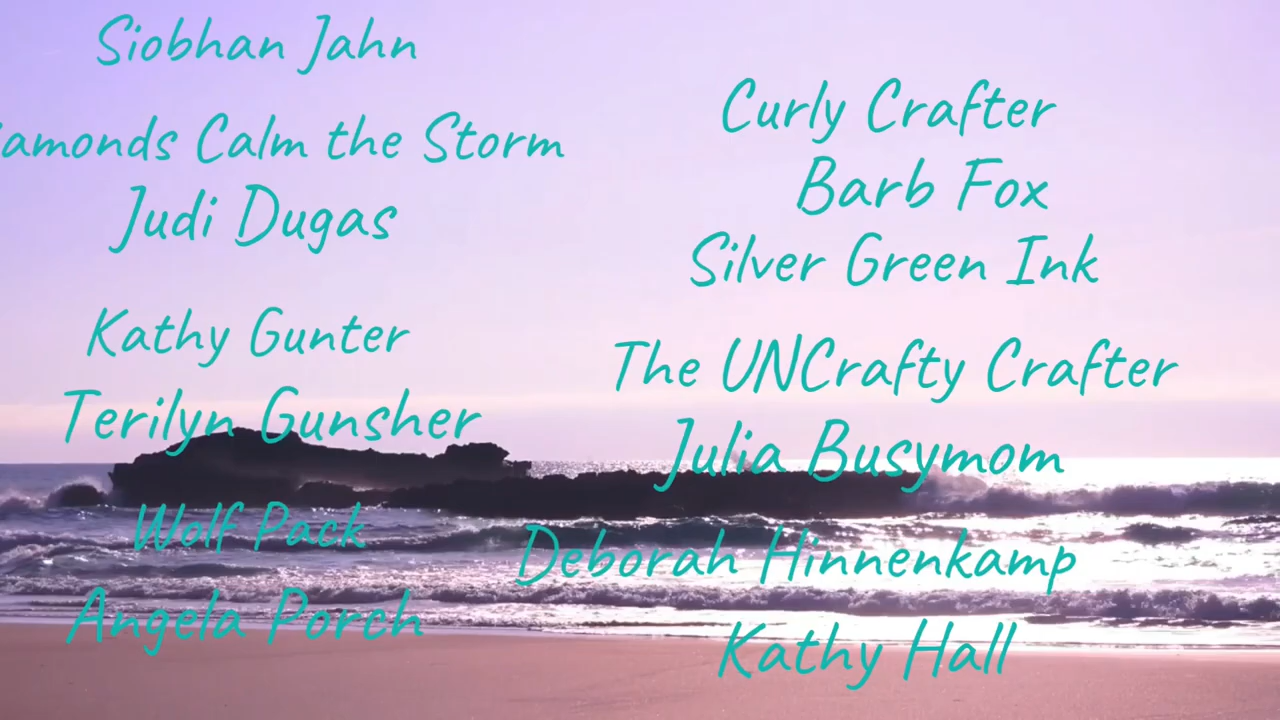 Siobhan Jahn
amonds Calm the Storm
Judi Dugas
Kathy Gunter
Terilyn Gunsher
Wolf Pack
Angela Porch
Curly Crafter
Barb Fox
Silver Green Ink
The UNCrafty Crafter
Julia Busymom
Deborah Hinnenkamp
Kathy Hall